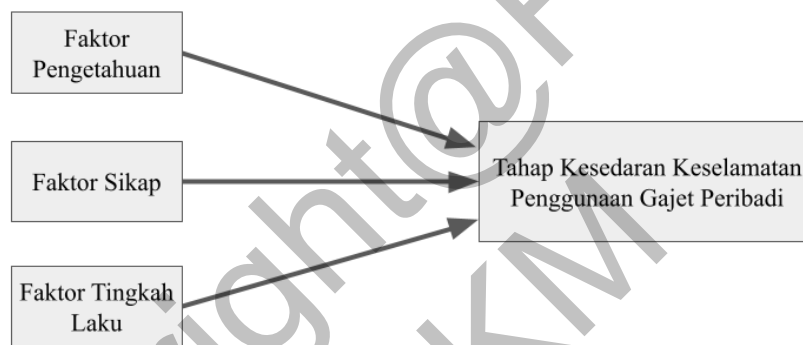 Faktor
Pengetahuan
Faktor Sikap
Faktor Tingkah
Laku
Tahap Kesedaran Keselamatan
Penggunaan Gajet Peribadi